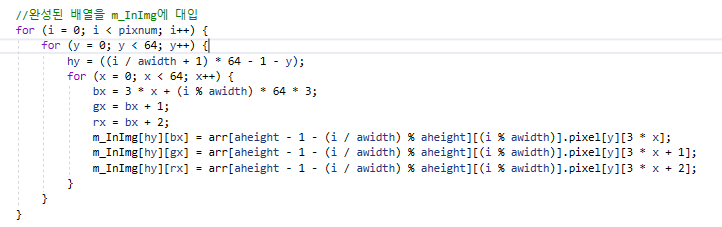 //완성된 배열을 m_InImg에 대입
for (i = 0; i < pixnum; i++) {
for (y = 0; y < 64; y++) {
hy = ((i / awidth + 1) * 64 - 1 - y);
for (x = 0; x < 64; x++) {
bx = 3 * x + (i % awidth) * 64 * 3;
gx = bx + 1;
rx = bx + 2;
m_InImg[hy][bx] = arr[aheight - 1 - (i / awidth) % aheight][(i % awidth)].pixel[y][3 * x];
m_InImg[hy][gx] = arr[aheight - 1 - (i / awidth) % aheight][(i % awidth)].pixel[y][3 * x + 1];
m_InImg[hy][rx] = arr[aheight - 1 - (i / awidth) % aheight][(i % awidth)].pixel[y][3 * x + 2];
}
}
}